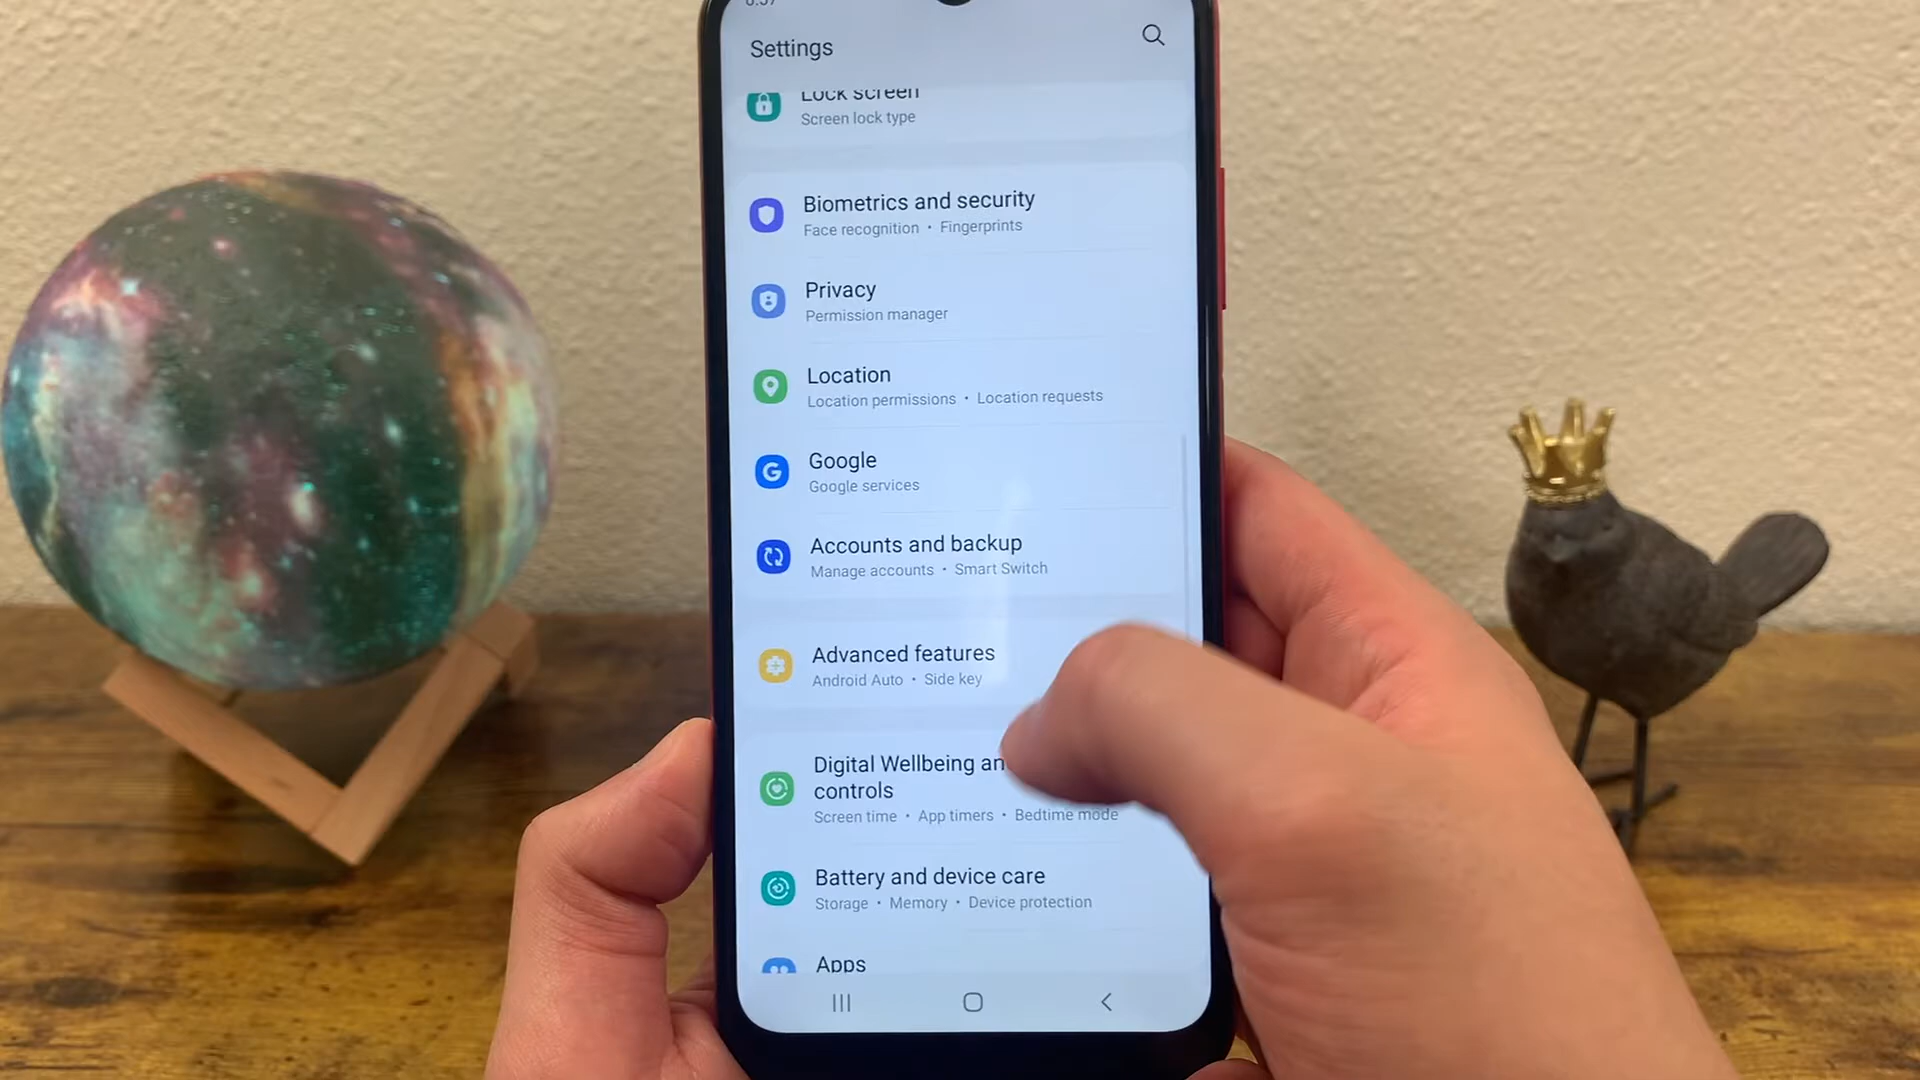 Settings
Lock screen
Screen lock type
Biometrics and security
Face recognition • Fingerprints
Privacy
Permission manager
Location
Location permissions • Location requests
Google
Google services
Accounts and backup
Manage accounts • Smart Switch
Advanced features
Android Auto • Side key
Digital Wellbeing an
controls
Screen time • App timers • Bedtime mode
Battery and device care
Storage • Memory • Device protection
Apps